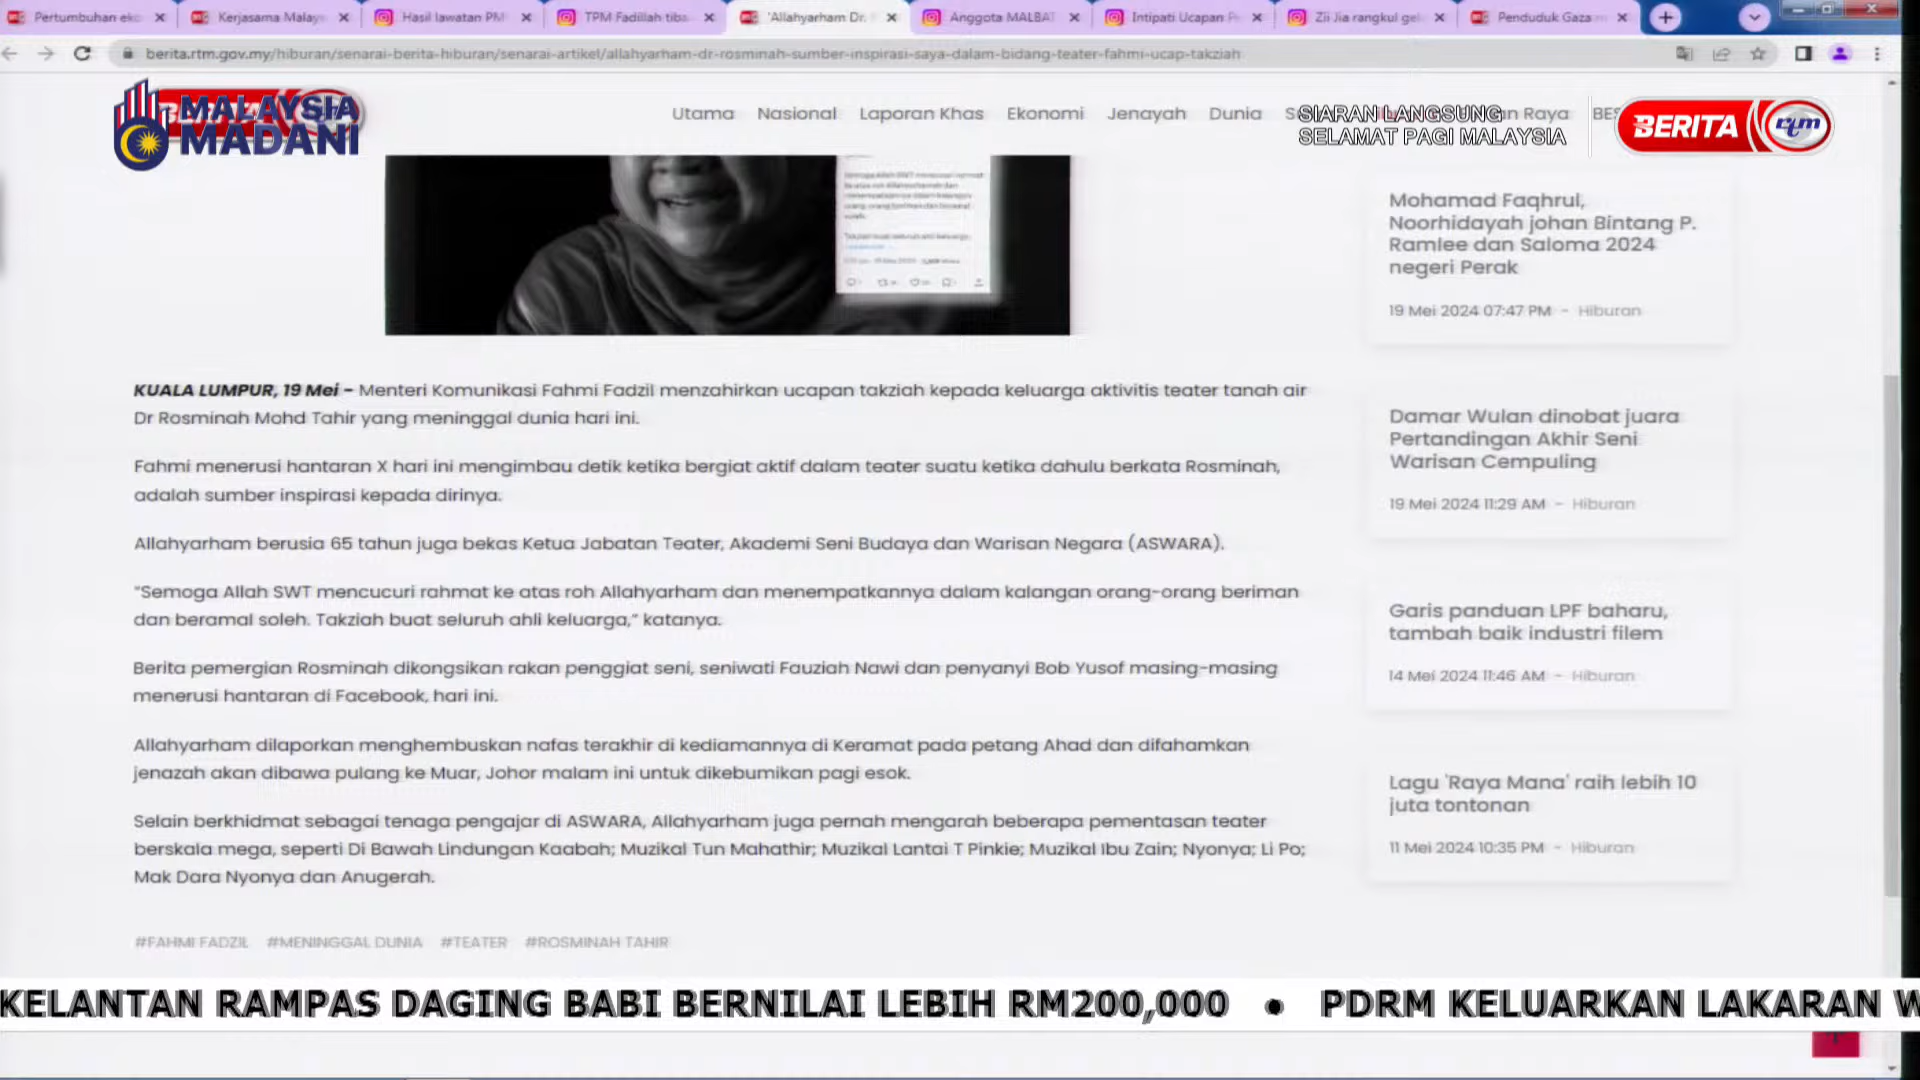 Pertumbuhan eko
Kerjasama Malays
Hasil lawatan PM
TPM Fadillah tiba
'Allahyarham Dr.
Anggota MALBAT
Intipati Ucapan P
Zii Jia rangkul gel
Penduduk Gaza
berita.rtm.gov.my/hiburan/senarai-berita-hiburan/senarai-artikel/allahyarham-dr-rosminah-sumber-inspirasi-saya-dalam-bidang-teater-fahmi-ucap-takziah
MALAYSIA
MADANI
Utama Nasional Laporan Khas Ekonomi Jenayah Dunia
SIARAN LANGSUNG
SELAMAT PAGI MALAYSIA
Raya BES
BERITA rtm
Mohamad Faqhrul,
Noorhidayah johan Bintang P.
Ramlee dan Saloma 2024
negeri Perak
19 Mei 2024 07:47 PM - Hiburan
KUALA LUMPUR, 19 Mei - Menteri Komunikasi Fahmi Fadzil menzahirkan ucapan takziah kepada keluarga aktivitis teater tanah air
Dr Rosminah Mohd Tahir yang meninggal dunia hari ini.
Fahmi menerusi hantaran X hari ini mengimbau detik ketika bergiat aktif dalam teater suatu ketika dahulu berkata Rosminah,
adalah sumber inspirasi kepada dirinya.
Allahyarham berusia 65 tahun juga bekas Ketua Jabatan Teater, Akademi Seni Budaya dan Warisan Negara (ASWARA).
"Semoga Allah SWT mencucuri rahmat ke atas roh Allahyarham dan menempatkannya dalam kalangan orang-orang beriman
dan beramal soleh. Takziah buat seluruh ahli keluarga," katanya.
Berita pemergian Rosminah dikongsikan rakan penggiat seni, seniwati Fauziah Nawi dan penyanyi Bob Yusof masing-masing
menerusi hantaran di Facebook, hari ini.
Allahyarham dilaporkan menghembuskan nafas terakhir di kediamannya di Keramat pada petang Ahad dan difahamkan
jenazah akan dibawa pulang ke Muar, Johor malam ini untuk dikebumikan pagi esok.
Selain berkhidmat sebagai tenaga pengajar di ASWARA, Allahyarham juga pernah mengarah beberapa pementasan teater
berskala mega, seperti Di Bawah Lindungan Kaabah; Muzikal Tun Mahathir; Muzikal Lantai T Pinkie; Muzikal Ibu Zain; Nyonya; Li Po;
Mak Dara Nyonya dan Anugerah.
#FAHMI FADZIL #MENINGGAL DUNIA #TEATER #ROSMINAH TAHIR
Damar Wulan dinobat juara
Pertandingan Akhir Seni
Warisan Cempuling
19 Mei 2024 11:29 AM - Hiburan
Garis panduan LPF baharu,
tambah baik industri filem
14 Mei 2024 11:46 AM - Hiburan
Lagu 'Raya Mana' raih lebih 10
juta tontonan
11 Mei 2024 10:35 PM - Hiburan
KELANTAN RAMPAS DAGING BABI BERNILAI LEBIH RM200,000 • PDRM KELUARKAN LAKARAN W